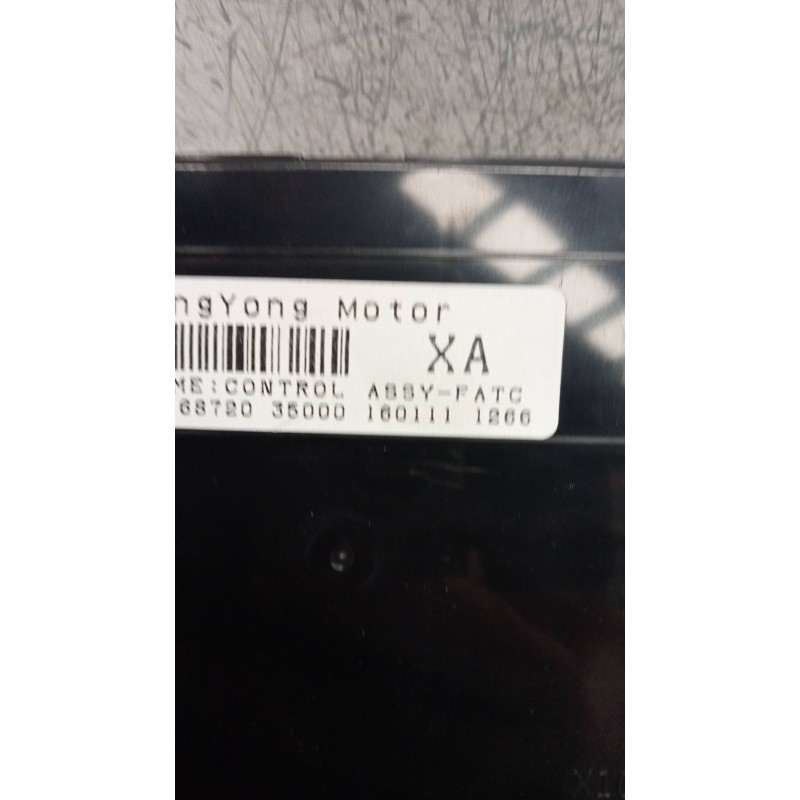 ngYong Motor
XA
ME:CONTROL ASSY-FATC
68720 35000 160111 1266